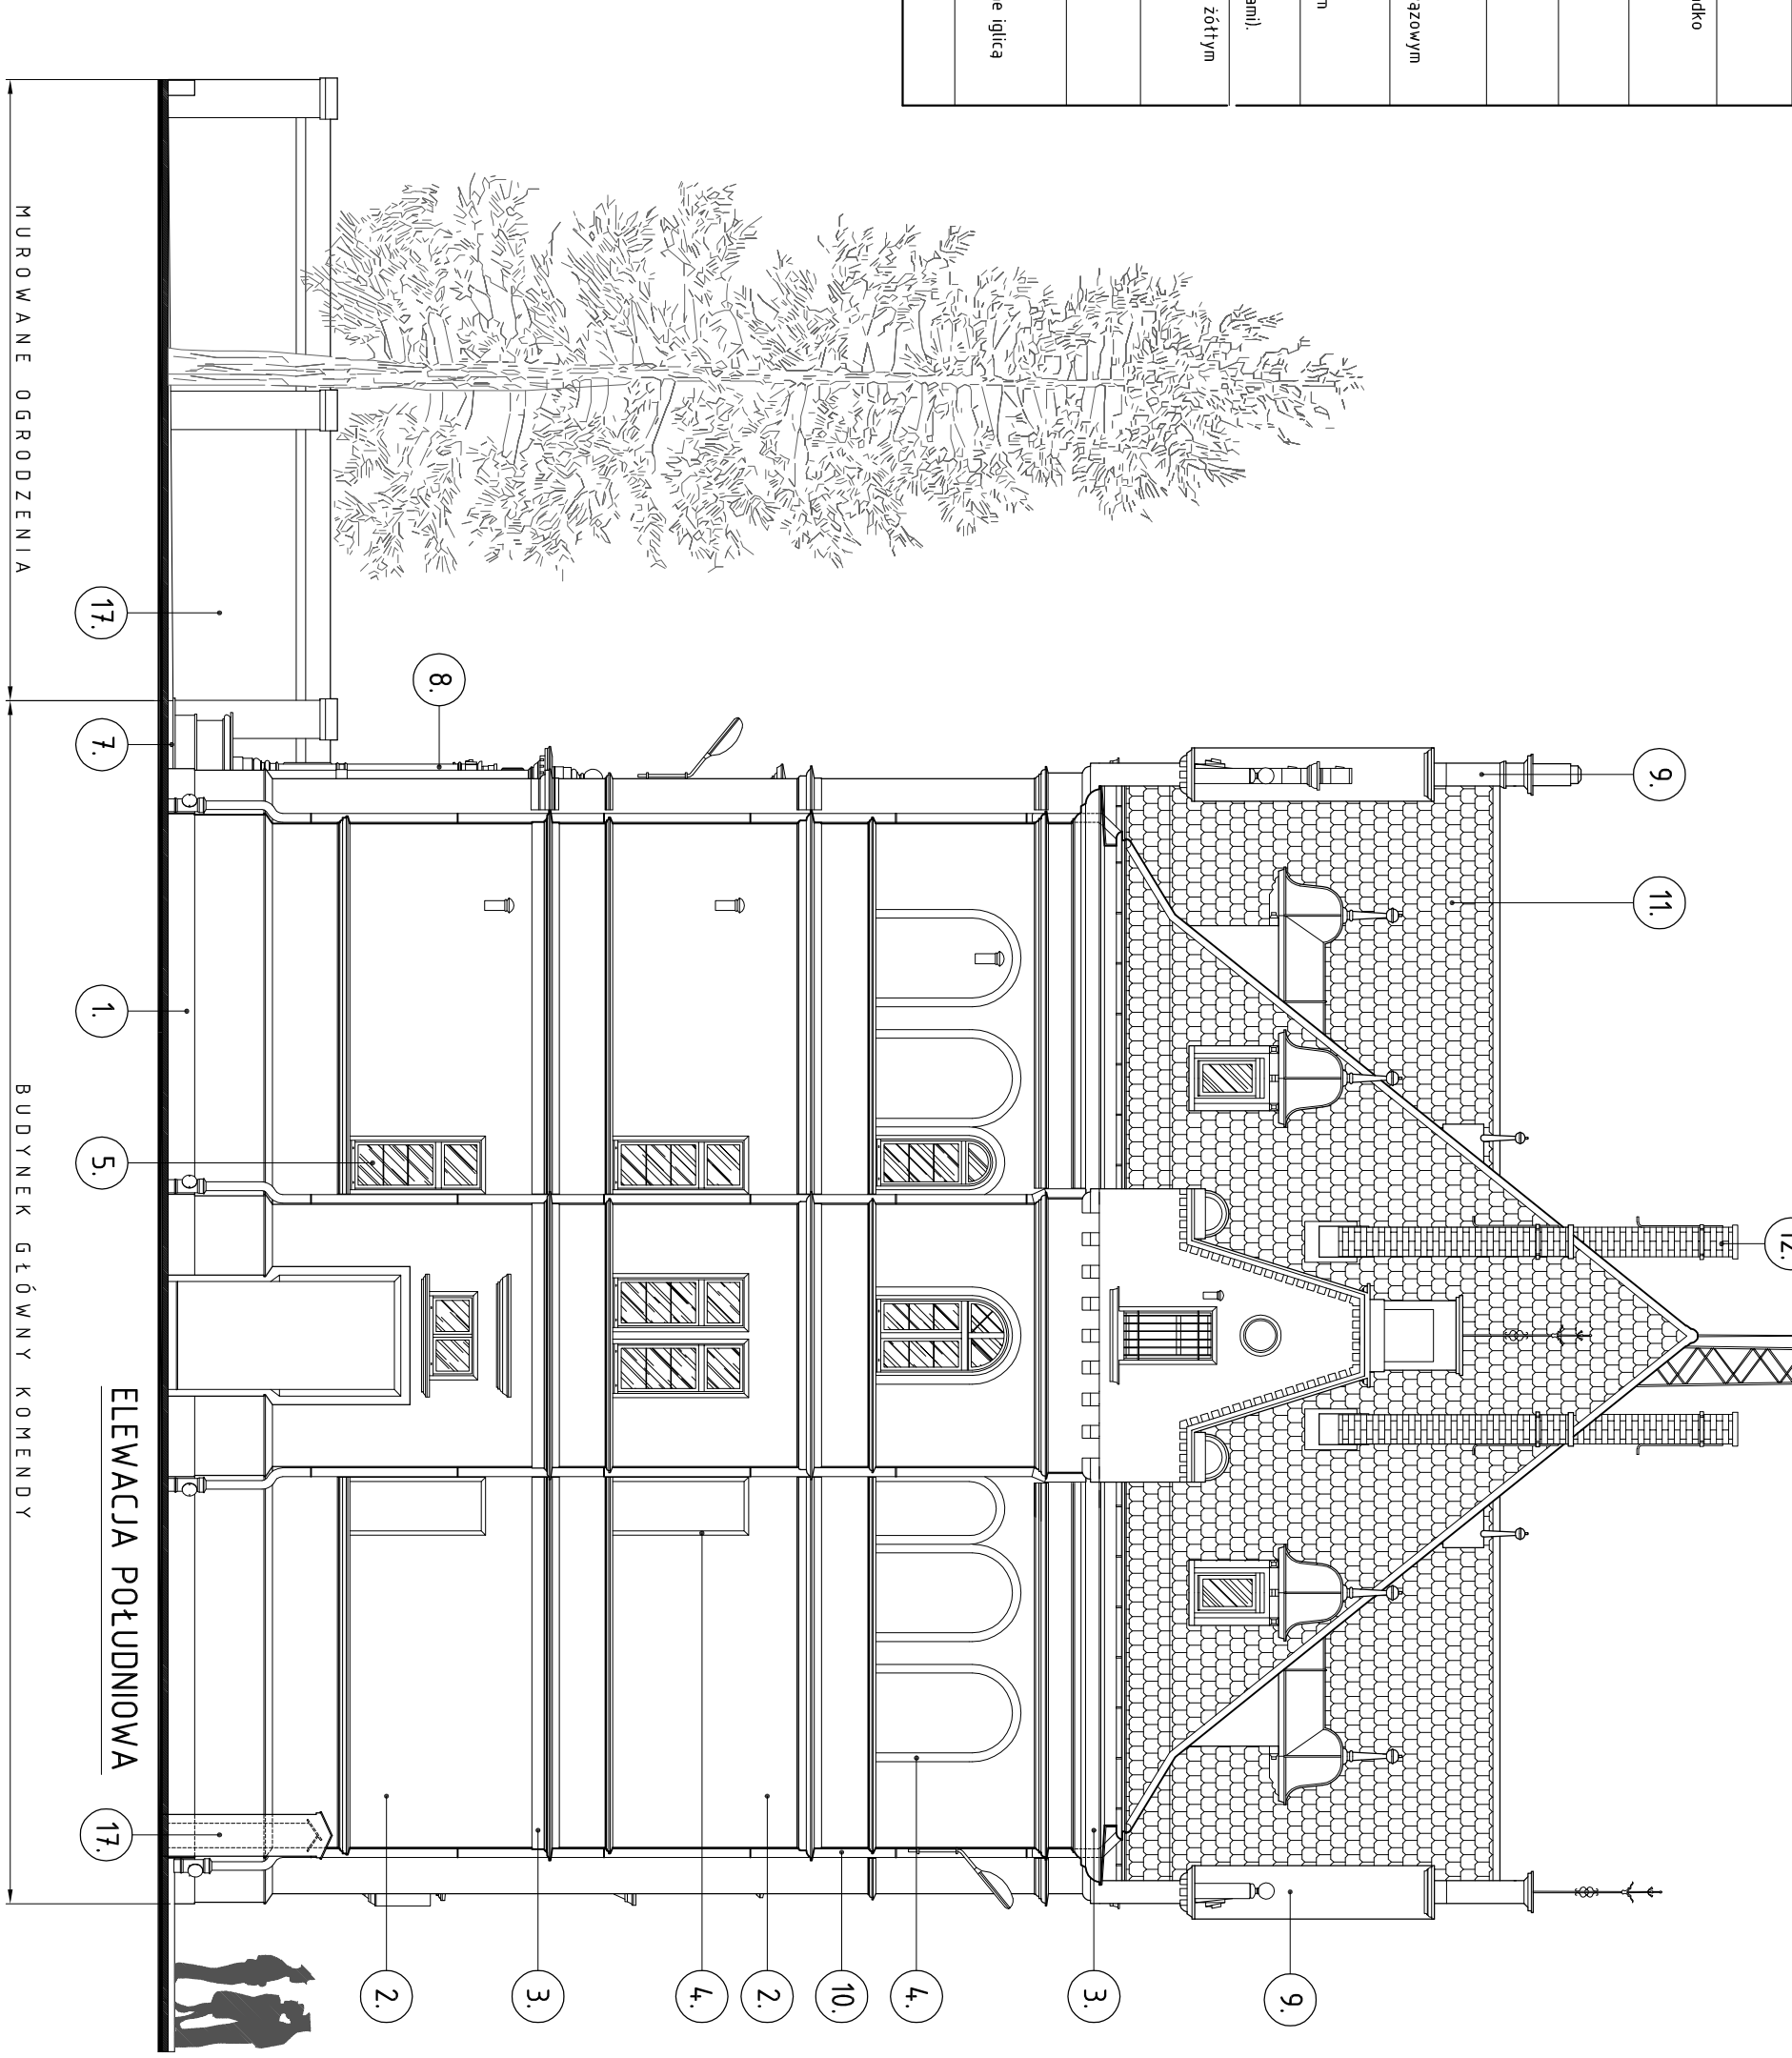 dko
ązowym
m
ami).
żółtym
e iglicą
12.
9.
11.
8.
17.
7.
1.
5.
17.
2.
3.
4.
2.
10.
4.
3.
9.
MUROWANE OGRODZENIA
BUDYNEK GŁÓWNY KOMENDY
ELEWACJA POŁUDNIOWA